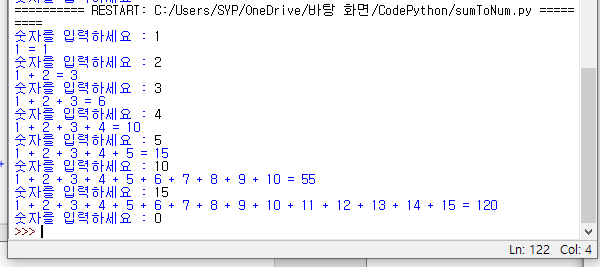 ========== RESTART: C:/Users/SYP/OneDrive/바탕 화면/CodePython/sumToNum.py =====
====
숫자를 입력하세요 : 1
1 = 1
숫자를 입력하세요 : 2
1 + 2 = 3
숫자를 입력하세요 : 3
1 + 2 + 3 = 6
숫자를 입력하세요 : 4
1 + 2 + 3 + 4 = 10
숫자를 입력하세요 : 5
1 + 2 + 3 + 4 + 5 = 15
숫자를 입력하세요 : 10
1 + 2 + 3 + 4 + 5 + 6 + 7 + 8 + 9 + 10 = 55
숫자를 입력하세요 : 15
1 + 2 + 3 + 4 + 5 + 6 + 7 + 8 + 9 + 10 + 11 + 12 + 13 + 14 + 15 = 120
숫자를 입력하세요 : 0
>>>
Ln: 122 Col: 4